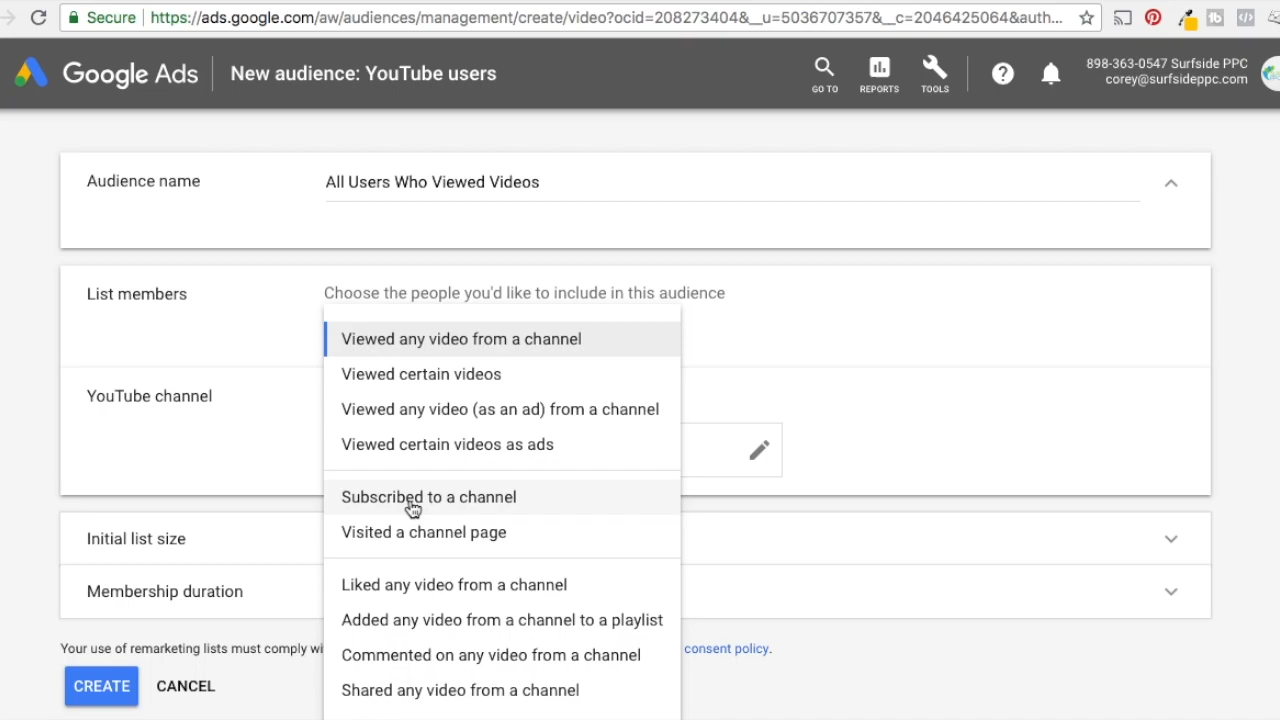 Secure
https://ads.google.com/aw/audiences/management/create/video?ocid=208273404&__u=5036707357&__c=2046425064&auth...
Google Ads
New audience: YouTube users
GO TO
REPORTS
TOOLS
898-363-0547 Surfside PPC
corey@surfsideppc.com
Audience name
All Users Who Viewed Videos
List members
Choose the people you'd like to include in this audience
Viewed any video from a channel
Viewed certain videos
YouTube channel
Viewed any video (as an ad) from a channel
Viewed certain videos as ads
Subscribed to a channel
Visited a channel page
Initial list size
Liked any video from a channel
Membership duration
Added any video from a channel to a playlist
Your use of remarketing lists must comply
consent policy.
Commented on any video from a channel
CREATE
CANCEL
Shared any video from a channel